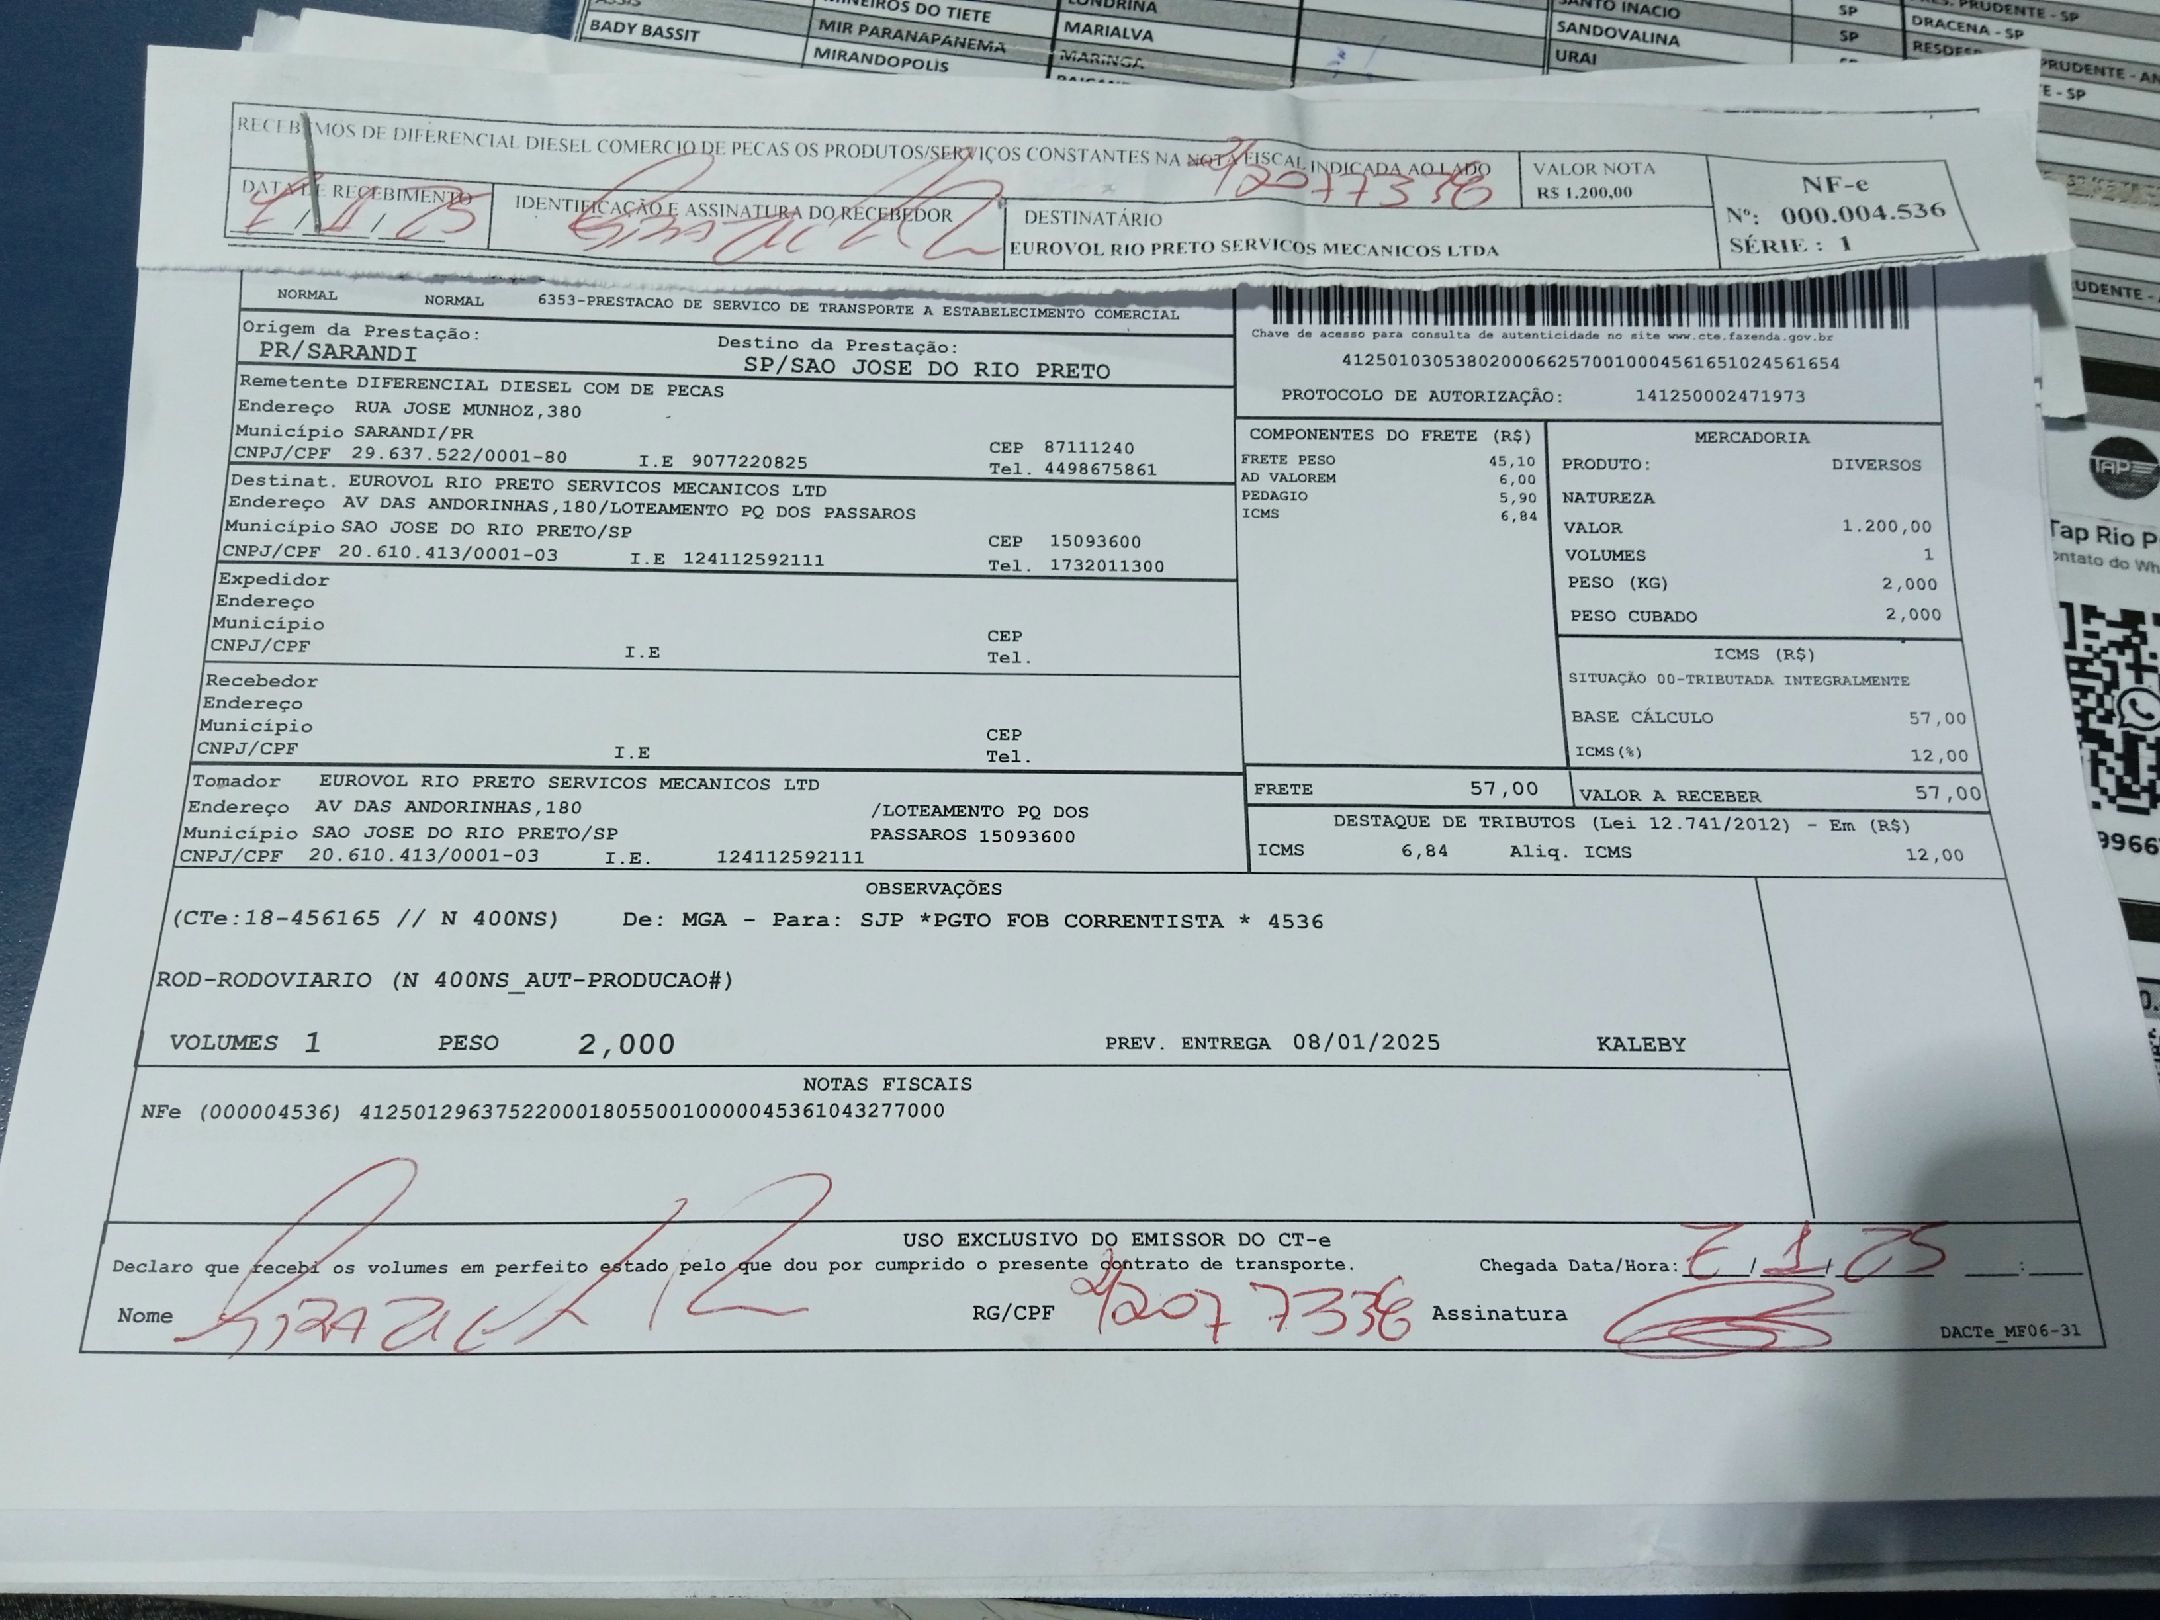 MINEIROS DO TIETE
LONDRINA
SANTO INACIO
SP
PRUDENTE - SP
BADY BASSIT
MIR PARANAPANEMA
MARIALVA
SANDOVALINA
SP
DRACENA - SP
MIRANDOPOLIS
MARINGA
URAI
PRUDENTE - AN
E - SP
RECEBEMOS DE DIFERENCIAL DIESEL COMERCIO DE PECAS OS PRODUTOS/SERVIÇOS CONSTANTES NA NOTA FISCAL INDICADA AO LADO
VALOR NOTA
R$ 1.200,00
NF-e
Nº: 000.004.536
SÉRIE : 1
DATA DE RECEBIMENTO
7/1/25
IDENTIFICAÇÃO E ASSINATURA DO RECEBEDOR
DESTINATÁRIO
EUROVOL RIO PRETO SERVICOS MECANICOS LTDA
NORMAL NORMAL 6353-PRESTACAO DE SERVICO DE TRANSPORTE A ESTABELECIMENTO COMERCIAL
Origem da Prestação:
PR/SARANDI
Destino da Prestação:
SP/SAO JOSE DO RIO PRETO
Chave de acesso para consulta de autenticidade no site www.cte.fazenda.gov.br
41250103053802000662570010004561651024561654
PROTOCOLO DE AUTORIZAÇÃO: 141250002471973
Remetente DIFERENCIAL DIESEL COM DE PECAS
Endereço RUA JOSE MUNHOZ,380
Município SARANDI/PR
CEP 87111240
CNPJ/CPF 29.637.522/0001-80 I.E 9077220825 Tel. 4498675861
Destinat. EUROVOL RIO PRETO SERVICOS MECANICOS LTD
Endereço AV DAS ANDORINHAS,180/LOTEAMENTO PQ DOS PASSAROS
Município SAO JOSE DO RIO PRETO/SP
CEP 15093600
CNPJ/CPF 20.610.413/0001-03 I.E 124112592111 Tel. 1732011300
Expedidor
Endereço
Município
CEP
CNPJ/CPF I.E Tel.
Recebedor
Endereço
Município
CEP
CNPJ/CPF I.E Tel.
Tomador EUROVOL RIO PRETO SERVICOS MECANICOS LTD
Endereço AV DAS ANDORINHAS,180 /LOTEAMENTO PQ DOS
Município SAO JOSE DO RIO PRETO/SP PASSAROS 15093600
CNPJ/CPF 20.610.413/0001-03 I.E. 124112592111
COMPONENTES DO FRETE (R$)
FRETE PESO 45,10
AD VALOREM 6,00
PEDAGIO 5,90
ICMS 6,84
MERCADORIA
PRODUTO: DIVERSOS
NATUREZA
VALOR 1.200,00
VOLUMES 1
PESO (KG) 2,000
PESO CUBADO 2,000
ICMS (R$)
SITUAÇÃO 00-TRIBUTADA INTEGRALMENTE
BASE CÁLCULO 57,00
ICMS(%) 12,00
FRETE 57,00
VALOR A RECEBER 57,00
DESTAQUE DE TRIBUTOS (Lei 12.741/2012) - Em (R$)
ICMS 6,84 Aliq. ICMS 12,00
OBSERVAÇÕES
(CTe:18-456165 // N 400NS) De: MGA - Para: SJP *PGTO FOB CORRENTISTA * 4536
ROD-RODOVIARIO (N 400NS_AUT-PRODUCAO#)
VOLUMES 1 PESO 2,000 PREV. ENTREGA 08/01/2025 KALEBY
NOTAS FISCAIS
NFe (000004536) 41250129637522000180550010000045361043277000
USO EXCLUSIVO DO EMISSOR DO CT-e
Declaro que recebi os volumes em perfeito estado pelo que dou por cumprido o presente contrato de transporte.
Chegada Data/Hora: 7/1/25 :
Nome
RG/CPF
Assinatura
DACTe_MF06-31
UDENTE -
TAP
Tap Rio P
ontato do Wh
9966